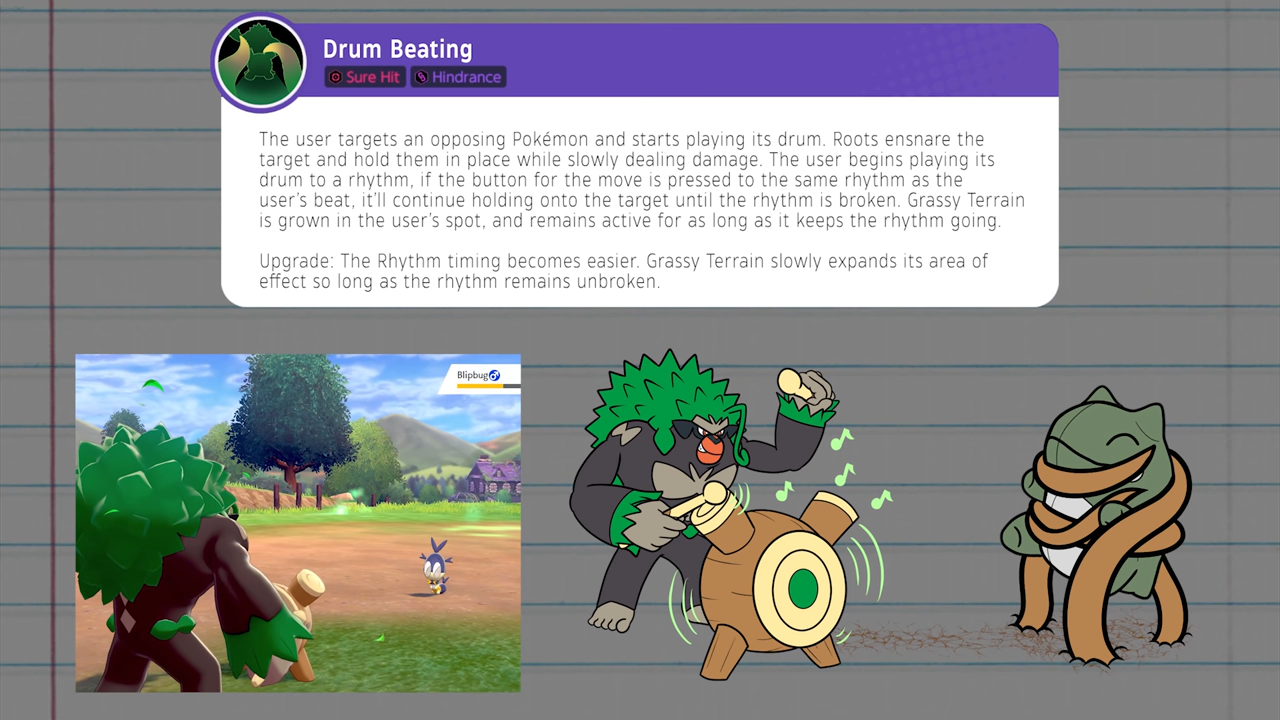 Drum Beating
Sure Hit Hindrance
The user targets an opposing Pokémon and starts playing its drum. Roots ensnare the
target and hold them in place while slowly dealing damage. The user begins playing its
drum to a rhythm, if the button for the move is pressed to the same rhythm as the
user's beat, it'll continue holding onto the target until the rhythm is broken. Grassy Terrain
is grown in the user's spot, and remains active for as long as it keeps the rhythm going.
Upgrade: The Rhythm timing becomes easier. Grassy Terrain slowly expands its area of
effect so long as the rhythm remains unbroken.
Blipbug♂